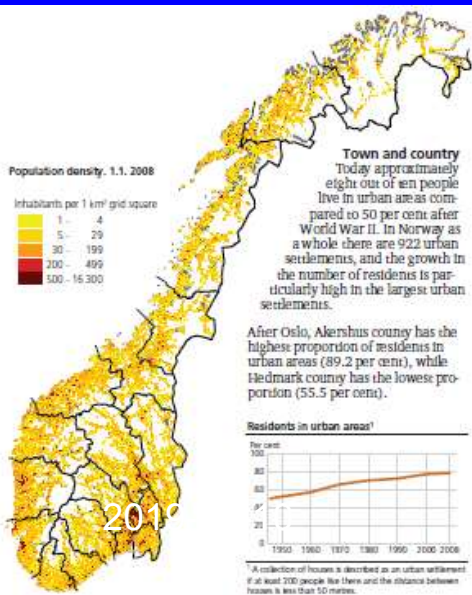 Population density. 1.1. 2008
Inhabitants per 1 km² grid square
1 - 4
5 - 29
30 - 199
200 - 499
500 - 16 300
Town and country
Today approximately
eight out of ten people
live in urban areas com-
pared to 50 per cent after
World War II. In Norway as
a whole there are 922 urban
settlements, and the growth in
the number of residents is par-
ticularly high in the largest urban
settlements.
After Oslo, Akershus county has the
highest proportion of residents in
urban areas (89.2 per cent), while
Hedmark county has the lowest pro-
portion (55.5 per cent).
Residents in urban areas¹
Per cent
100
80
60
20
0
1950 1960 1970 1980 1990 2000 2008
¹ A collection of houses is described as an urban settlement
if at least 200 people live there and the distance between
houses is less than 50 metres.